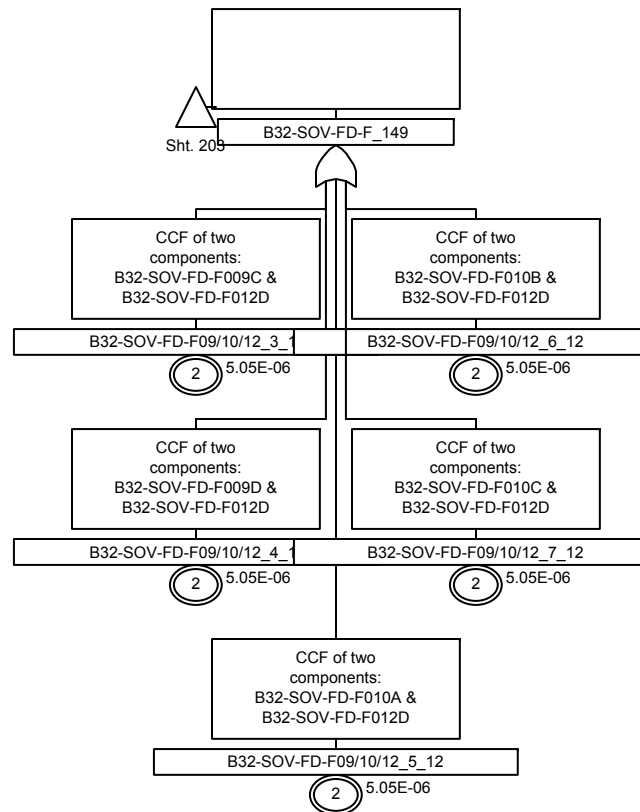 B32-SOV-FD-F_149
Sht. 203
CCF of two
components:
B32-SOV-FD-F009C &
B32-SOV-FD-F012D
B32-SOV-FD-F09/10/12_3_1
2
5.05E-06
CCF of two
components:
B32-SOV-FD-F010B &
B32-SOV-FD-F012D
B32-SOV-FD-F09/10/12_6_12
2
5.05E-06
CCF of two
components:
B32-SOV-FD-F009D &
B32-SOV-FD-F012D
B32-SOV-FD-F09/10/12_4_1
2
5.05E-06
CCF of two
components:
B32-SOV-FD-F010C &
B32-SOV-FD-F012D
B32-SOV-FD-F09/10/12_7_12
2
5.05E-06
CCF of two
components:
B32-SOV-FD-F010A &
B32-SOV-FD-F012D
B32-SOV-FD-F09/10/12_5_12
2
5.05E-06